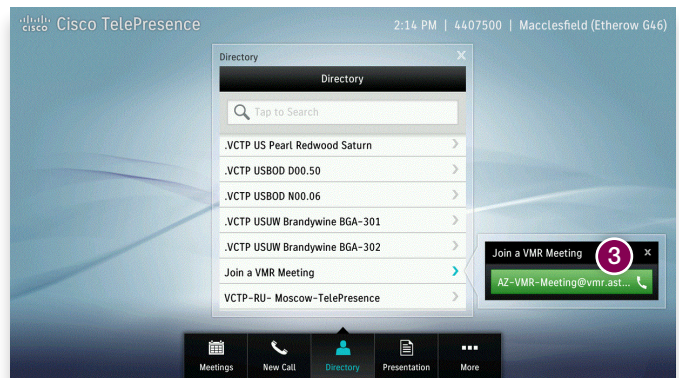 cisco Cisco TelePresence
2:14 PM | 4407500 | Macclesfield (Etherow G46)
Directory x
Directory
Tap to Search
.VCTP US Pearl Redwood Saturn
.VCTP USBOD D00.50
.VCTP USBOD N00.06
.VCTP USUW Brandywine BGA-301
.VCTP USUW Brandywine BGA-302
Join a VMR Meeting
VCTP-RU- Moscow-TelePresence
Join a VMR Meeting 3 x
AZ-VMR-Meeting@vmr.ast...
Meetings New Call Directory Presentation More